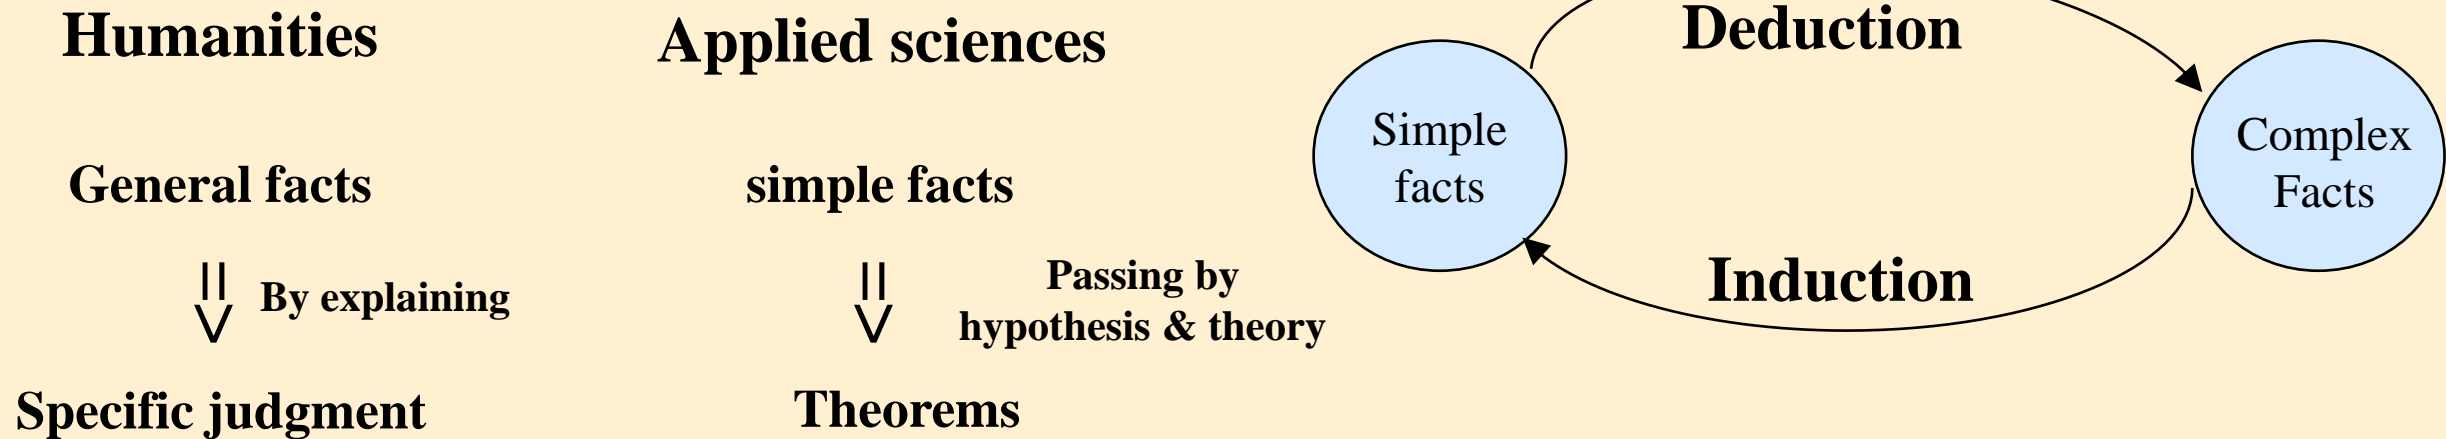 Humanities
General facts
By explaining
Specific judgment
Applied sciences
simple facts
Passing by
hypothesis & theory
Theorems
Deduction
Simple
facts
Complex
Facts
Induction